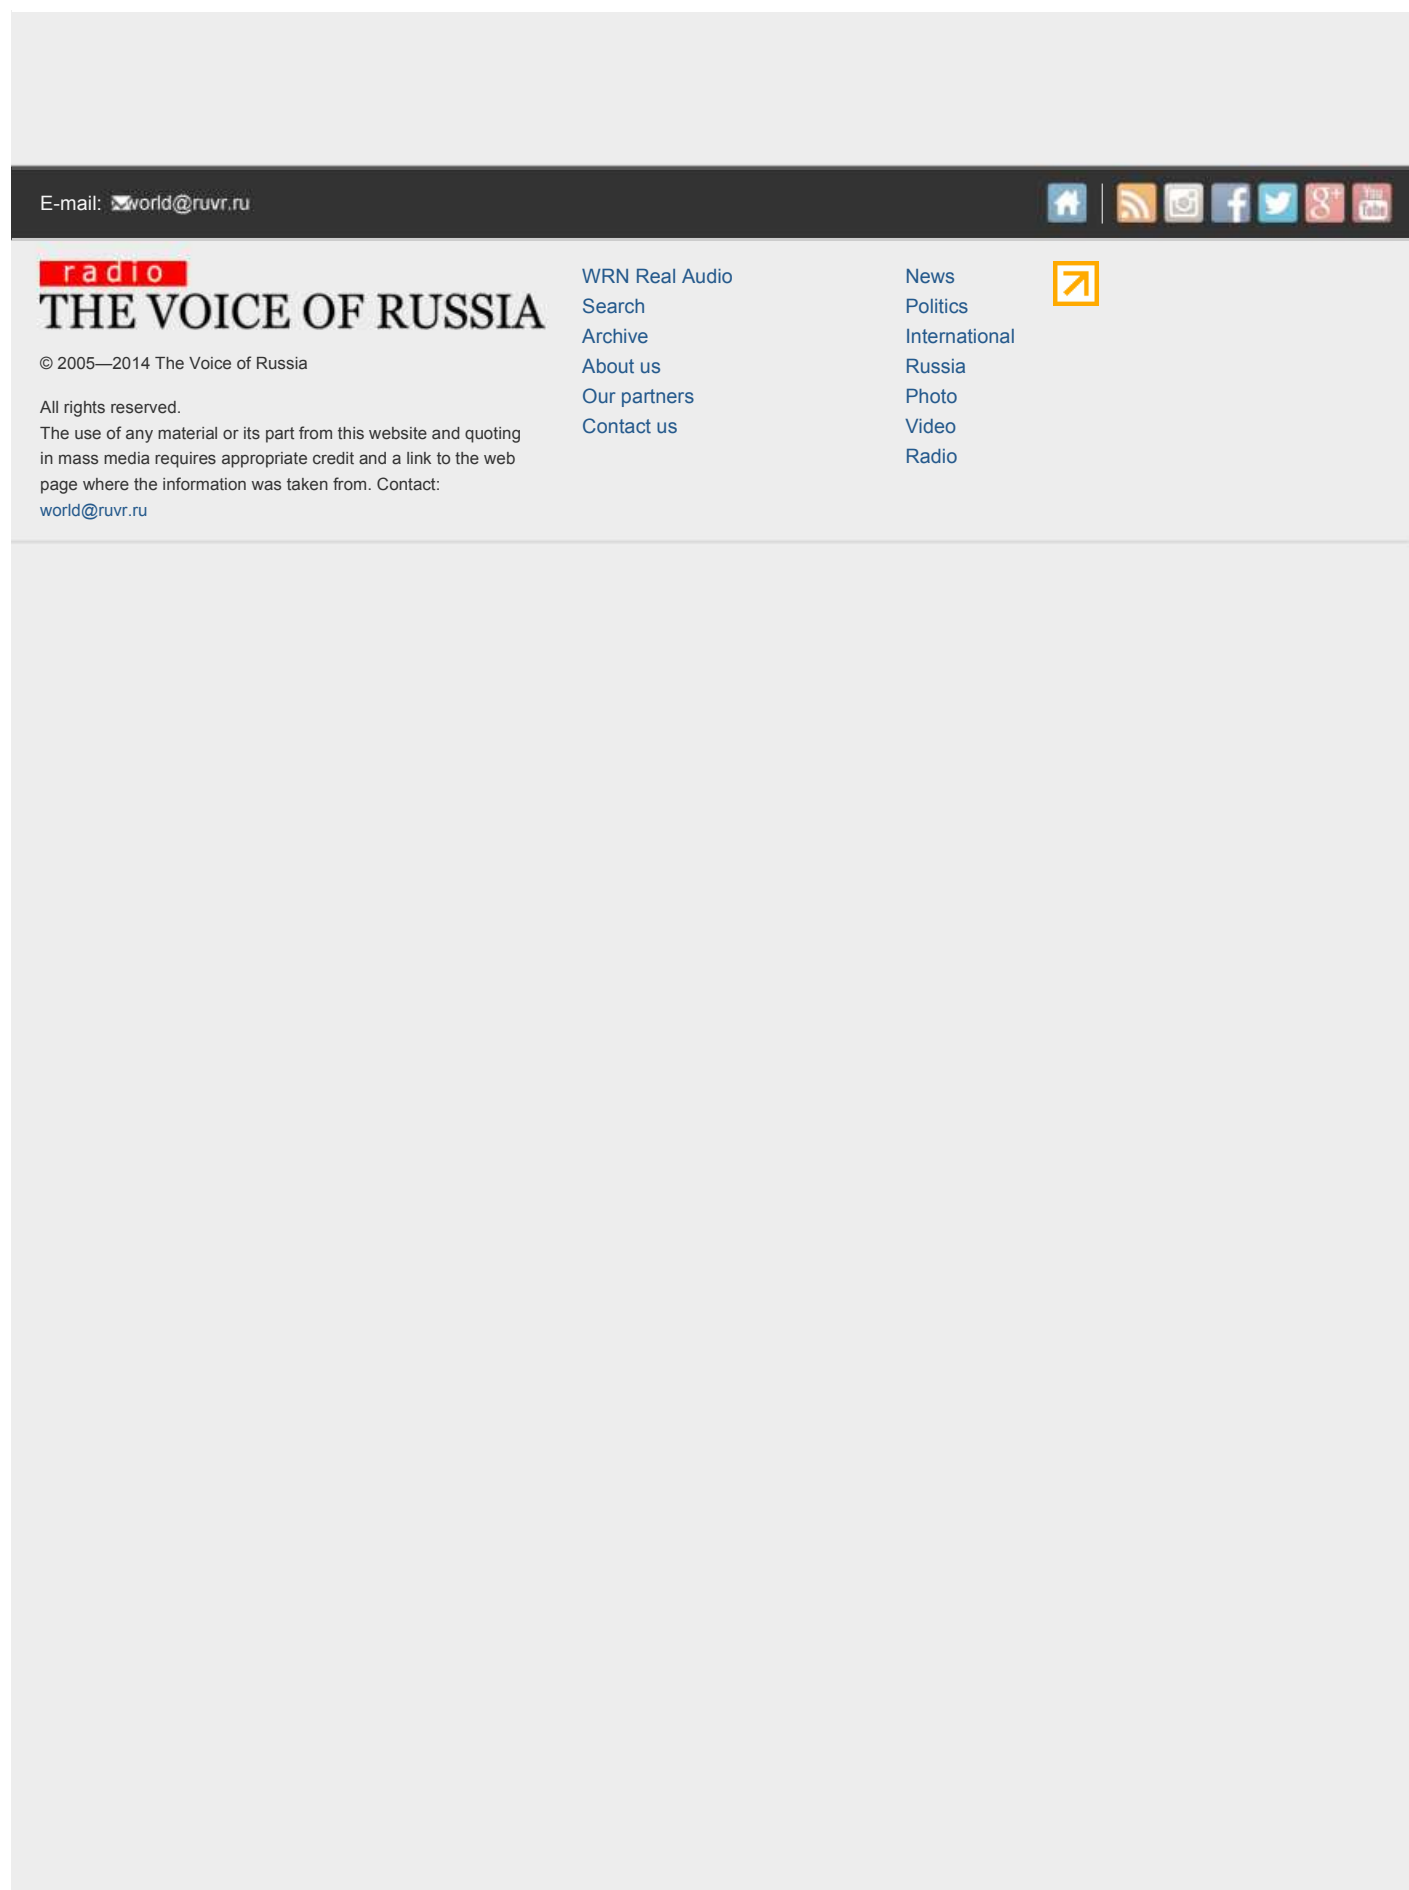 E-mail: world@ruvr.ru
You
Tube
radio
THE VOICE OF RUSSIA
© 2005—2014 The Voice of Russia
All rights reserved.
The use of any material or its part from this website and quoting
in mass media requires appropriate credit and a link to the web
page where the information was taken from. Contact:
world@ruvr.ru
WRN Real Audio
Search
Archive
About us
Our partners
Contact us
News
Politics
International
Russia
Photo
Video
Radio